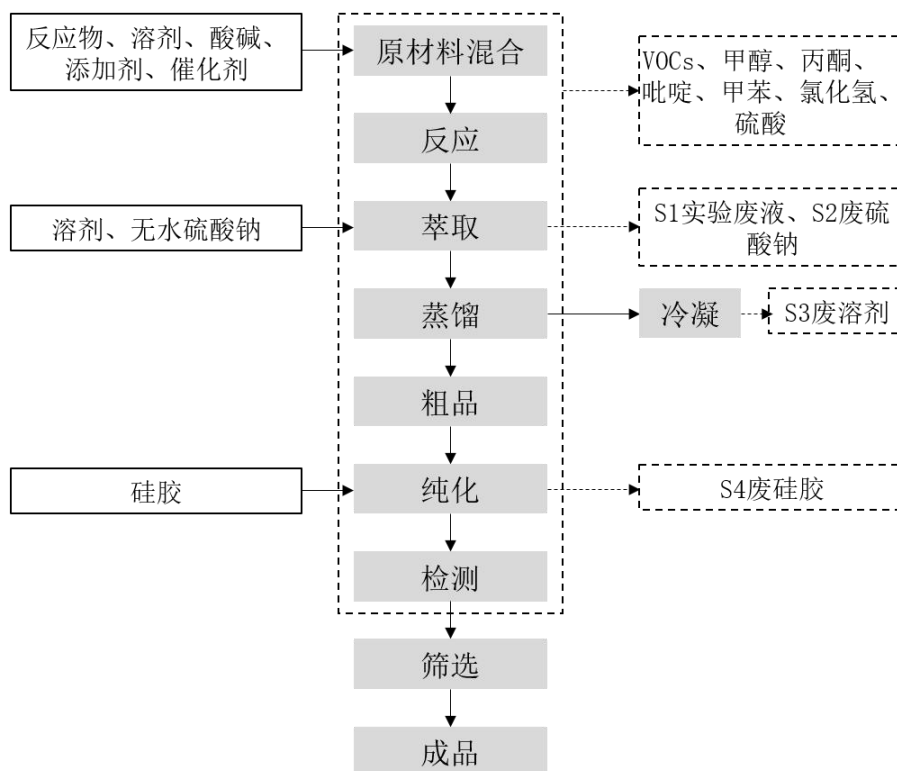 反应物、溶剂、酸碱、
添加剂、催化剂
原材料混合
VOCs、甲醇、丙酮、
吡啶、甲苯、氯化氢、
硫酸
反应
溶剂、无水硫酸钠
萃取
S1实验废液、S2废硫
酸钠
蒸馏
冷凝
S3废溶剂
粗品
硅胶
纯化
S4废硅胶
检测
筛选
成品